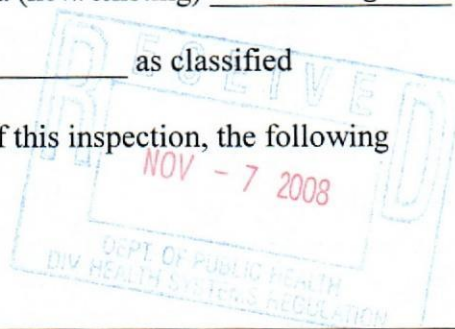 as classified
f this inspection, the following
RECEIVED
NOV - 7 2008
DEPT. OF PUBLIC HEALTH
DIV HEALTH SYSTEMS REGULATION